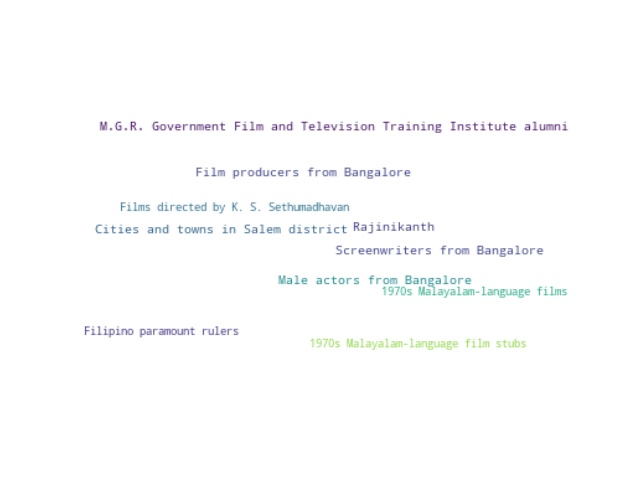 M.G.R. Government Film and Television Training Institute alumni
Film producers from Bangalore
Films directed by K. S. Sethumadhavan
Cities and towns in Salem district
Rajinikanth
Screenwriters from Bangalore
Male actors from Bangalore
1970s Malayalam-language films
Filipino paramount rulers
1970s Malayalam-language film stubs